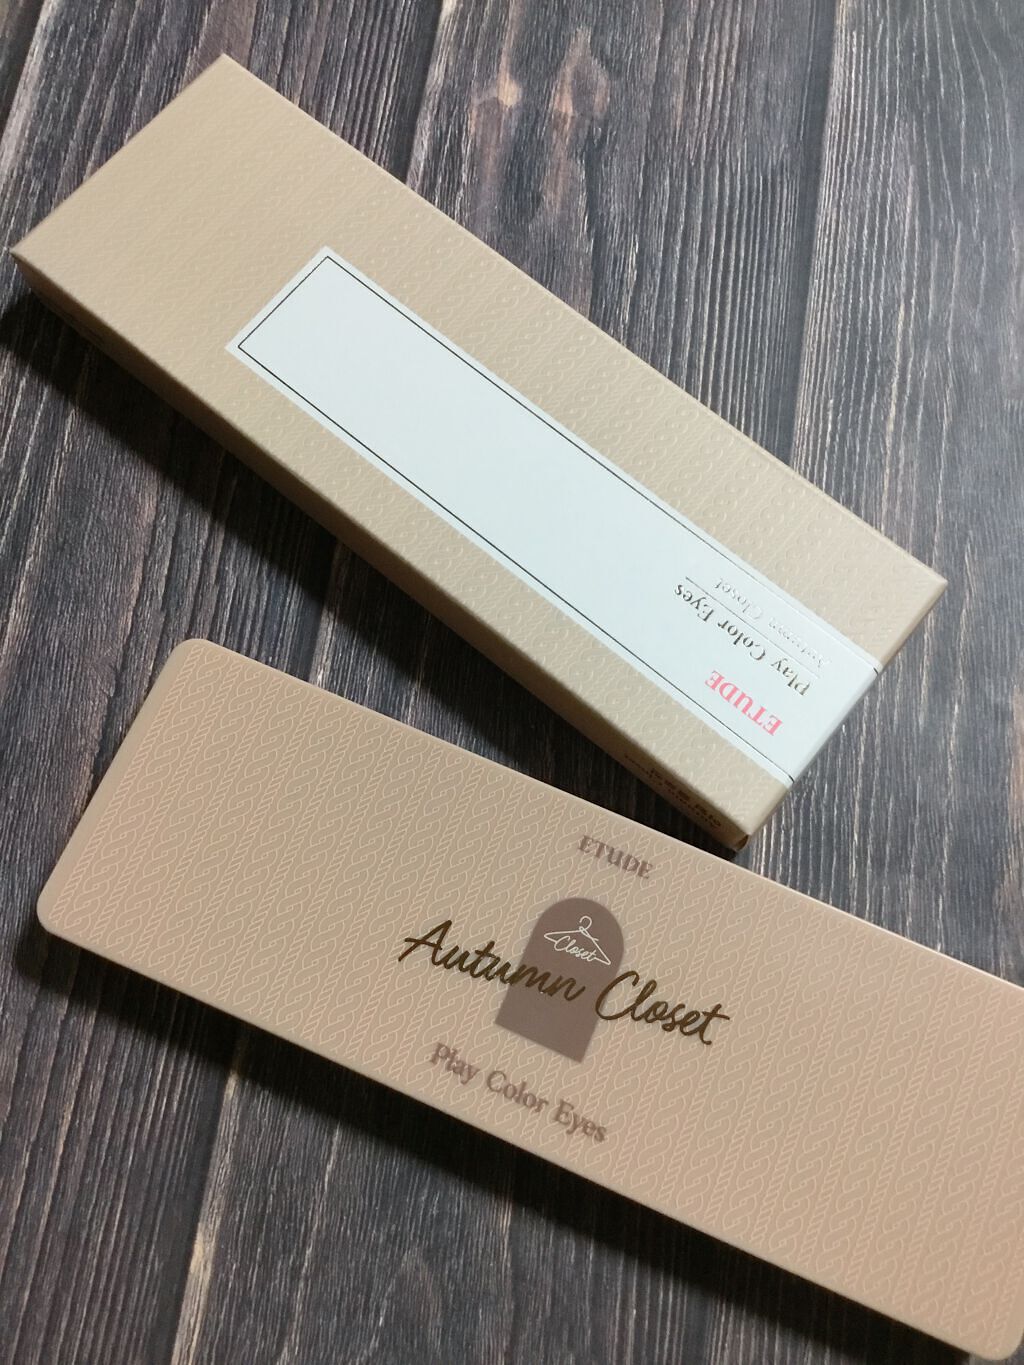 ETUDE
Play Color Eyes
Autumn Closet
ETUDE
Closet
Autumn Closet
Play Color Eyes